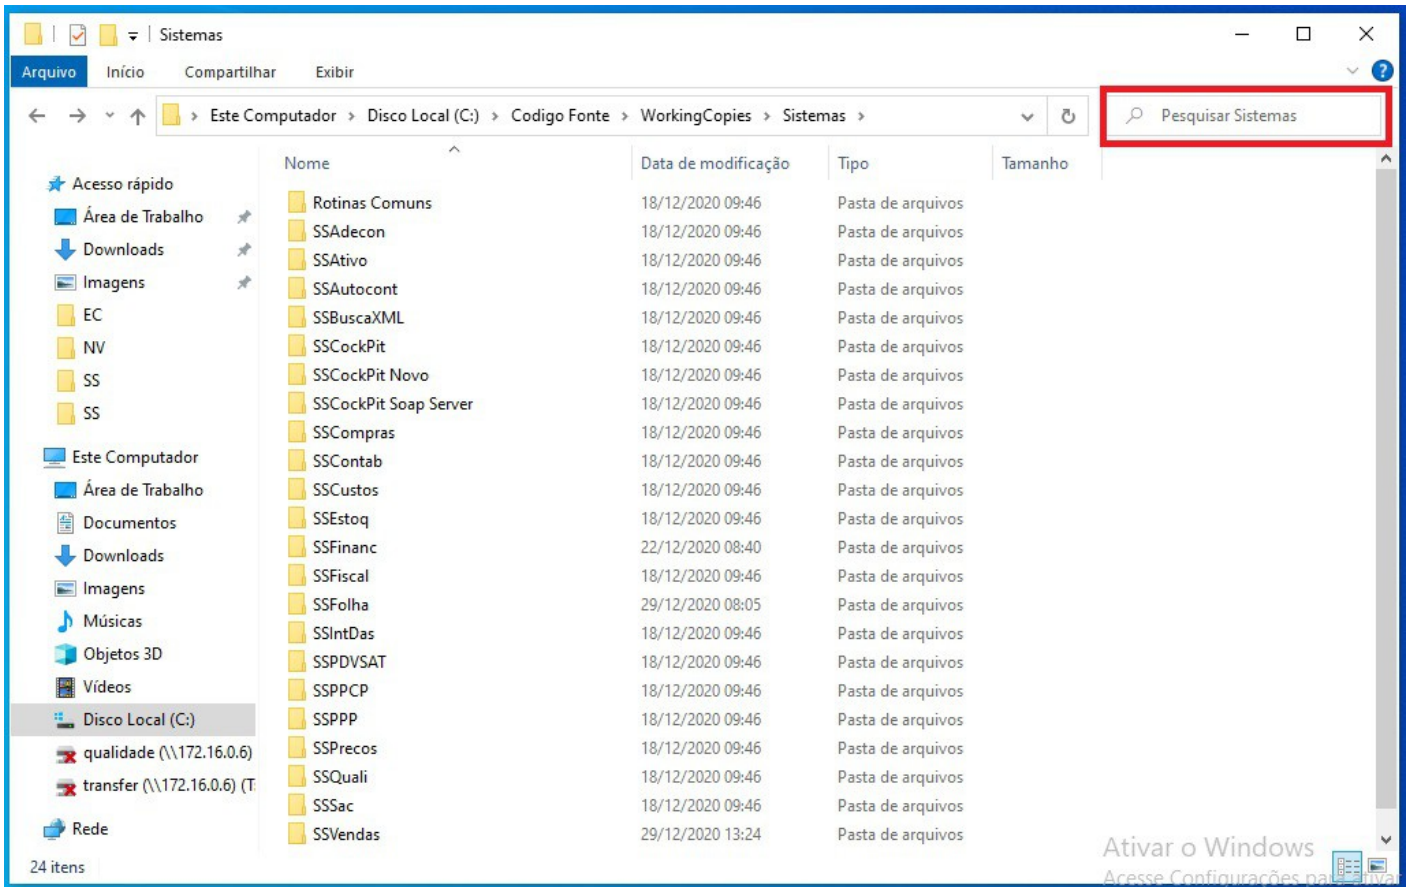 Sistemas
Arquivo Início Compartilhar Exibir
Este Computador > Disco Local (C:) > Codigo Fonte > WorkingCopies > Sistemas >
Pesquisar Sistemas
Nome Data de modificação Tipo Tamanho
Acesso rápido
Área de Trabalho
Downloads
Imagens
EC
NV
SS
SS
Este Computador
Área de Trabalho
Documentos
Downloads
Imagens
Músicas
Objetos 3D
Vídeos
Disco Local (C:)
qualidade (\\172.16.0.6)
transfer (\\172.16.0.6) (T:
Rede
Rotinas Comuns 18/12/2020 09:46 Pasta de arquivos
SSAdecon 18/12/2020 09:46 Pasta de arquivos
SSAtivo 18/12/2020 09:46 Pasta de arquivos
SSAutocont 18/12/2020 09:46 Pasta de arquivos
SSBuscaXML 18/12/2020 09:46 Pasta de arquivos
SSCockPit 18/12/2020 09:46 Pasta de arquivos
SSCockPit Novo 18/12/2020 09:46 Pasta de arquivos
SSCockPit Soap Server 18/12/2020 09:46 Pasta de arquivos
SSCompras 18/12/2020 09:46 Pasta de arquivos
SSContab 18/12/2020 09:46 Pasta de arquivos
SSCustos 18/12/2020 09:46 Pasta de arquivos
SSEstoq 18/12/2020 09:46 Pasta de arquivos
SSFinanc 22/12/2020 08:40 Pasta de arquivos
SSFiscal 18/12/2020 09:46 Pasta de arquivos
SSFolha 29/12/2020 08:05 Pasta de arquivos
SSIntDas 18/12/2020 09:46 Pasta de arquivos
SSPDVSAT 18/12/2020 09:46 Pasta de arquivos
SSPPCP 18/12/2020 09:46 Pasta de arquivos
SSPPP 18/12/2020 09:46 Pasta de arquivos
SSPrecos 18/12/2020 09:46 Pasta de arquivos
SSQuali 18/12/2020 09:46 Pasta de arquivos
SSSac 18/12/2020 09:46 Pasta de arquivos
SSVendas 29/12/2020 13:24 Pasta de arquivos
24 itens
Ativar o Windows
Acesse Configurações para ativar